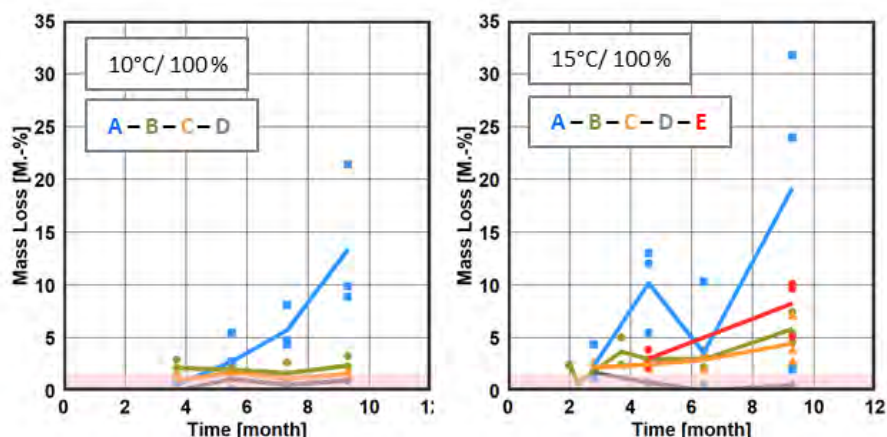 35
30
25
20
15
10
5
0
Mass Loss [M.-%]
10°C/ 100 %
A – B – C – D
0 2 4 6 8 10 1
Time [month]
35
30
25
20
15
10
5
0
Mass Loss [M.-%]
15°C/ 100 %
A – B – C – D – E
0 2 4 6 8 10 12
Time [month]